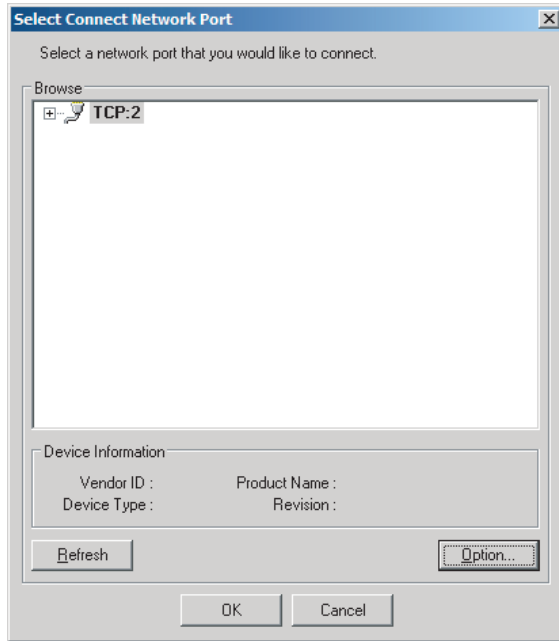 Select Connect Network Port
Select a network port that you would like to connect.
Browse
TCP:2
Device Information
Vendor ID : Product Name :
Device Type : Revision :
Refresh Option...
OK Cancel